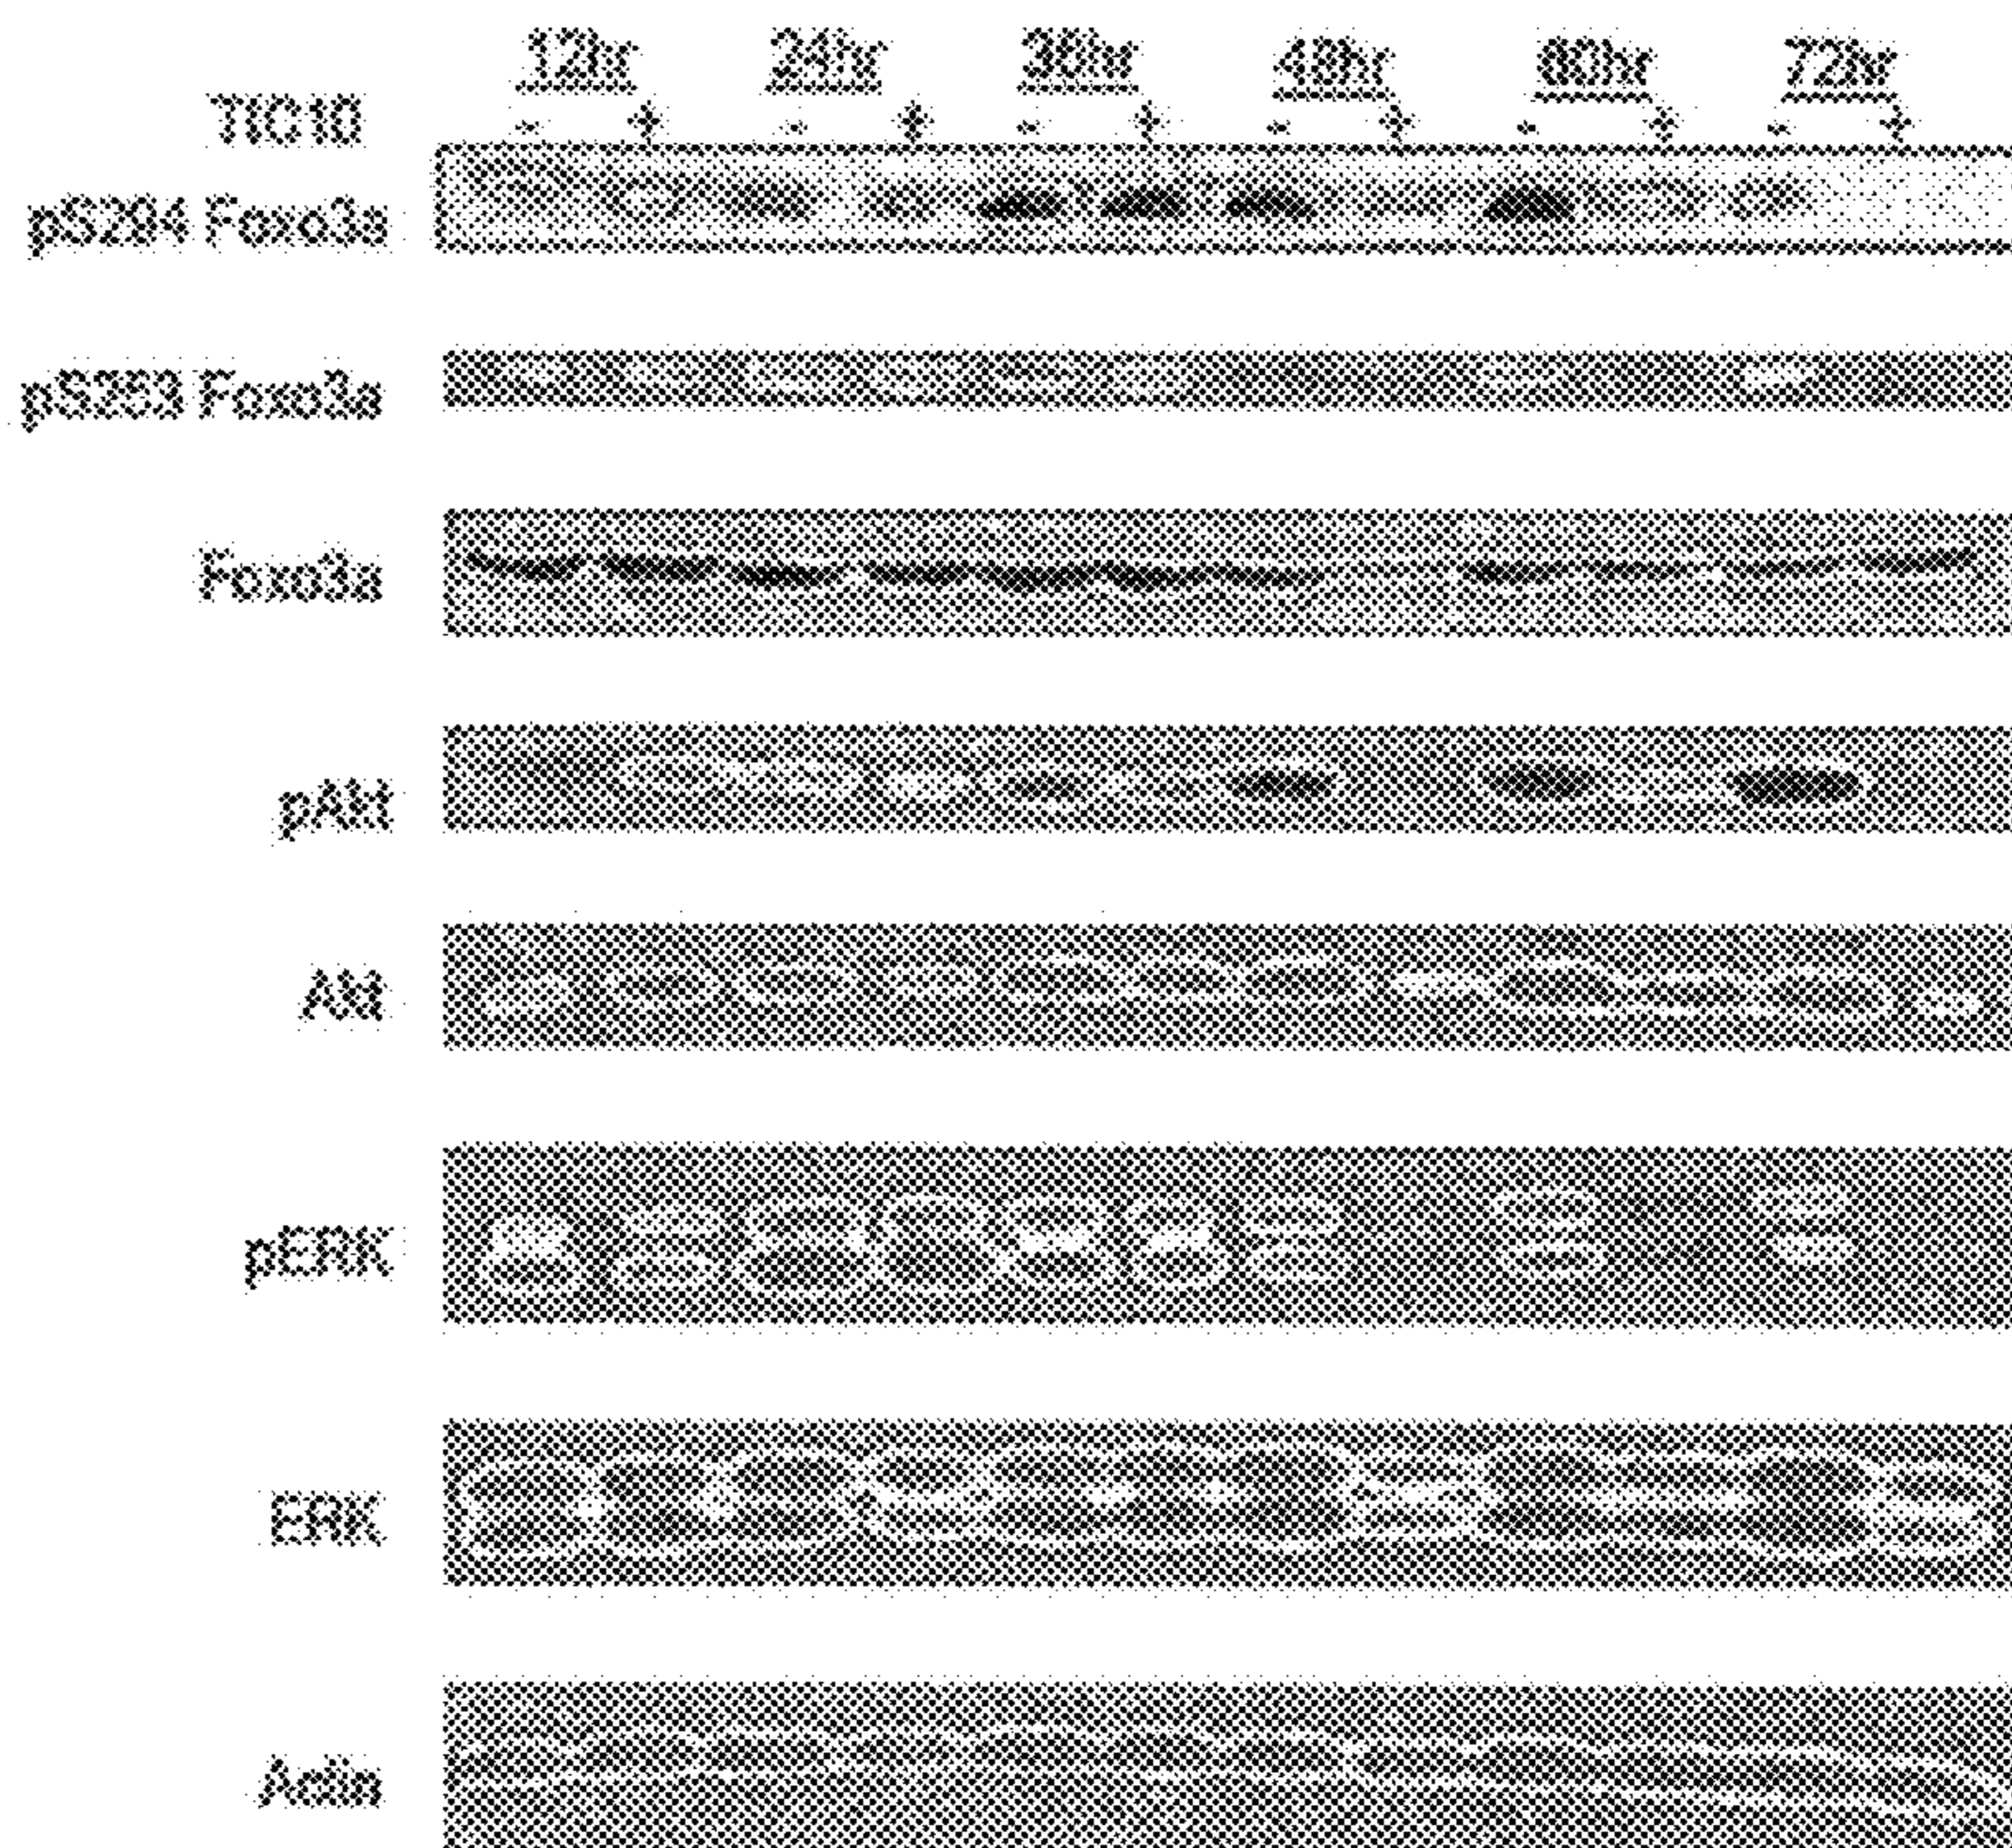 12hr 24hr 36hr 48hr 60hr 72hr
TIC10 - + - + - + - + - + - +
pS294 Foxo3a
pS253 Foxo3a
Foxo3a
pAkt
Akt
pERK
ERK
Actin